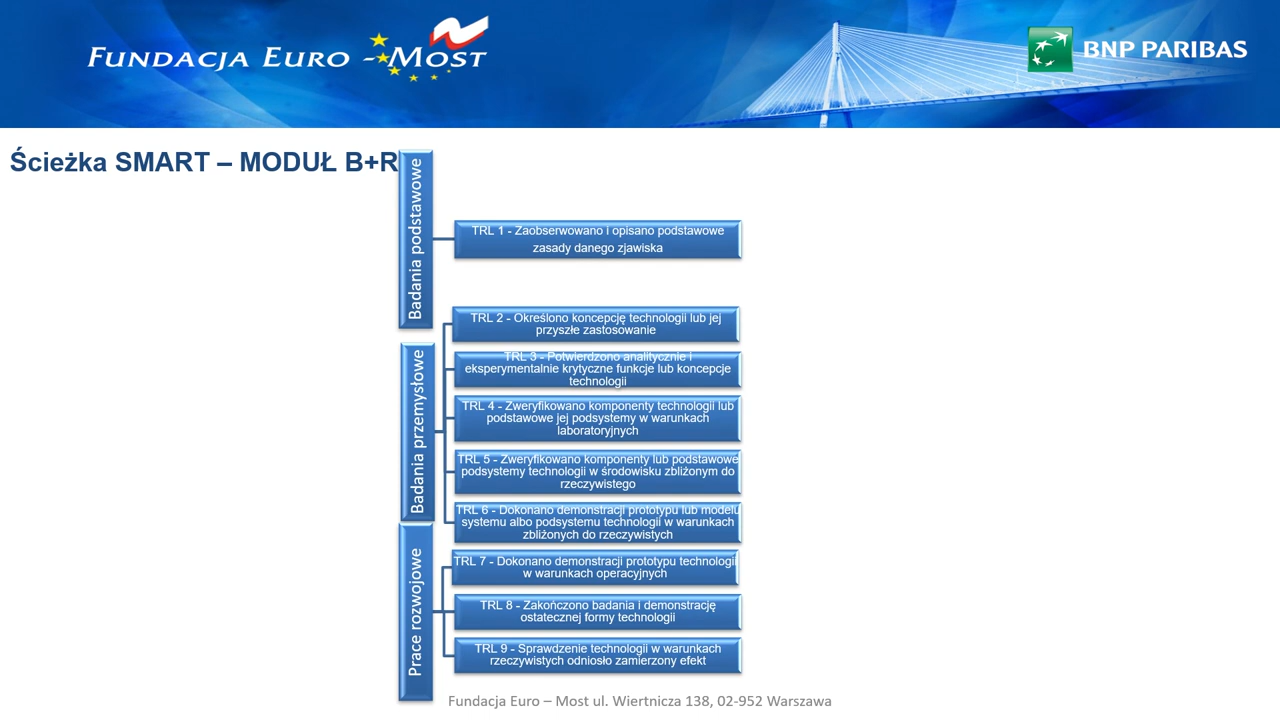 FUNDACJA EURO - MOST
BNP PARIBAS
Ścieżka SMART – MODUŁ B+R
Badania podstawowe
TRL 1 - Zaobserwowano i opisano podstawowe
zasady danego zjawiska
Badania przemysłowe
TRL 2 - Określono koncepcję technologii lub jej
przyszłe zastosowanie
TRL 3 - Potwierdzono analitycznie i
eksperymentalnie krytyczne funkcje lub koncepcje
technologii
TRL 4 - Zweryfikowano komponenty technologii lub
podstawowe jej podsystemy w warunkach
laboratoryjnych
TRL 5 - Zweryfikowano komponenty lub podstawowe
podsystemy technologii w środowisku zbliżonym do
rzeczywistego
TRL 6 - Dokonano demonstracji prototypu lub modelu
systemu albo podsystemu technologii w warunkach
zbliżonych do rzeczywistych
Prace rozwojowe
TRL 7 - Dokonano demonstracji prototypu technologii
w warunkach operacyjnych
TRL 8 - Zakończono badania i demonstrację
ostatecznej formy technologii
TRL 9 - Sprawdzenie technologii w warunkach
rzeczywistych odniosło zamierzony efekt
Fundacja Euro – Most ul. Wiertnicza 138, 02-952 Warszawa